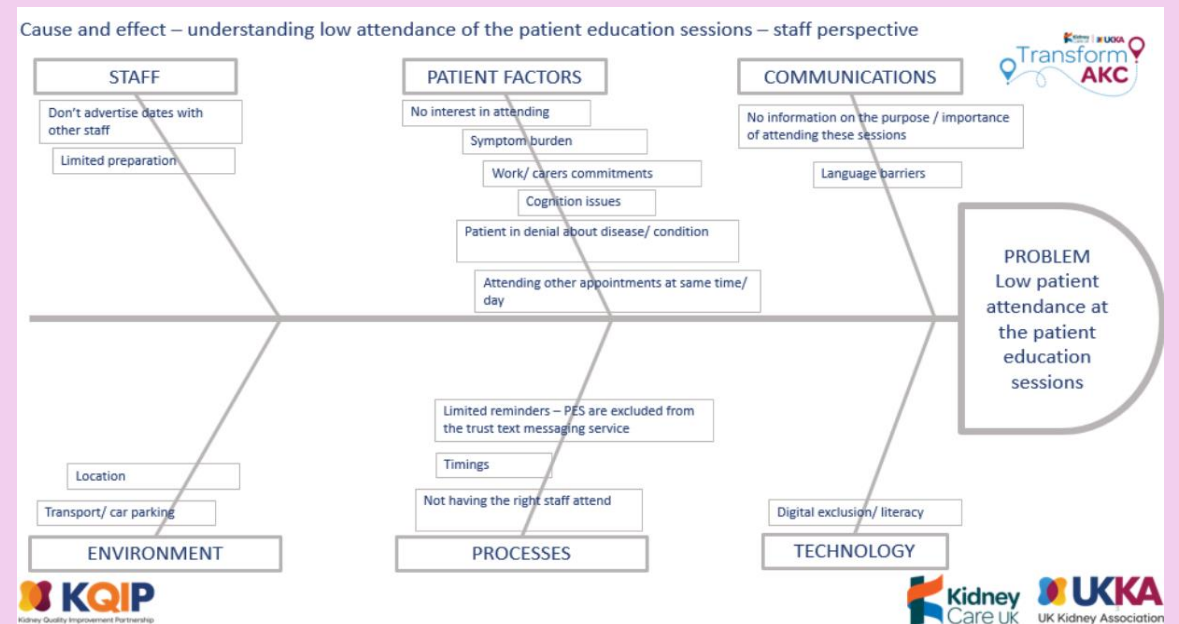 Cause and effect – understanding low attendance of the patient education sessions – staff perspective
Kidney Care UK | UKKA
Transform
AKC
STAFF
Don't advertise dates with
other staff
Limited preparation
PATIENT FACTORS
No interest in attending
Symptom burden
Work/ carers commitments
Cognition issues
Patient in denial about disease/ condition
Attending other appointments at same time/
day
COMMUNICATIONS
No information on the purpose / importance
of attending these sessions
Language barriers
PROBLEM
Low patient
attendance at
the patient
education
sessions
Location
Transport/ car parking
ENVIRONMENT
Limited reminders – PES are excluded from
the trust text messaging service
Timings
Not having the right staff attend
PROCESSES
Digital exclusion/ literacy
TECHNOLOGY
KQIP
Kidney Quality Improvement Partnership
Kidney
Care UK
UKKA
UK Kidney Association